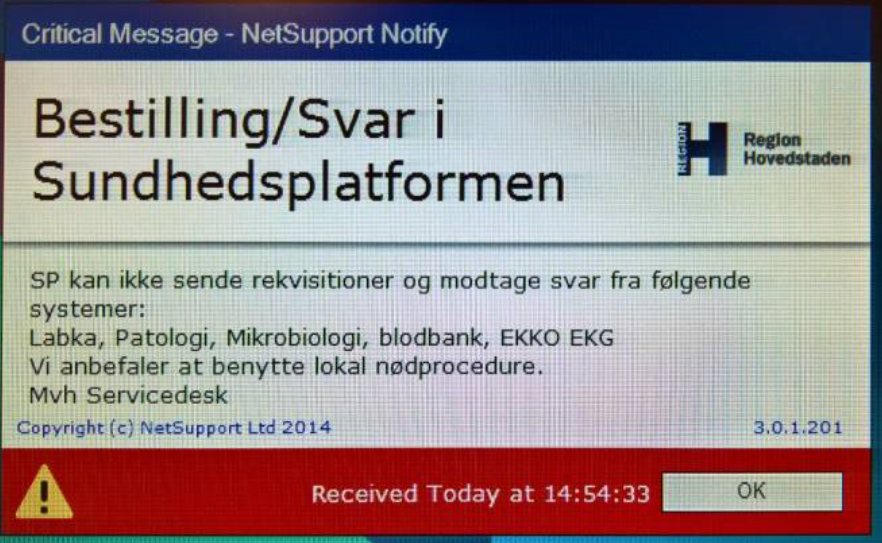 Critical Message - NetSupport Notify
Bestilling/Svar i
Sundhedsplatformen
REGION
Region
Hovedstaden
SP kan ikke sende rekvisitioner og modtage svar fra følgende
systemer:
Labka, Patologi, Mikrobiologi, blodbank, EKKO EKG
Vi anbefaler at benytte lokal nødprocedure.
Mvh Servicedesk
Copyright (c) NetSupport Ltd 2014
3.0.1.201
Received Today at 14:54:33
OK